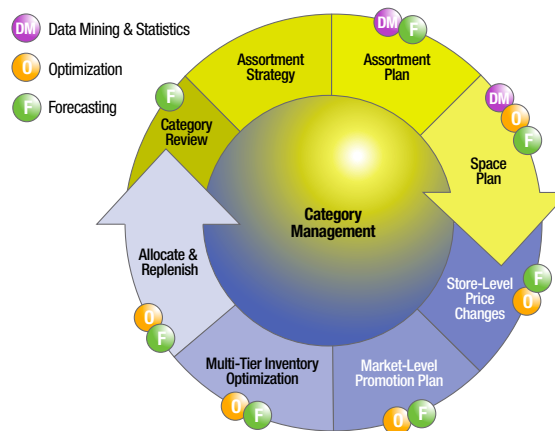 DM Data Mining & Statistics
O Optimization
F Forecasting
Assortment
Strategy
DM F
Assortment
Plan
DM
O
F
Space
Plan
F
O
Store-Level
Price
Changes
Market-Level
Promotion Plan
O F
Multi-Tier Inventory
Optimization
O F
Allocate &
Replenish
O
F
F
Category
Review
Category
Management